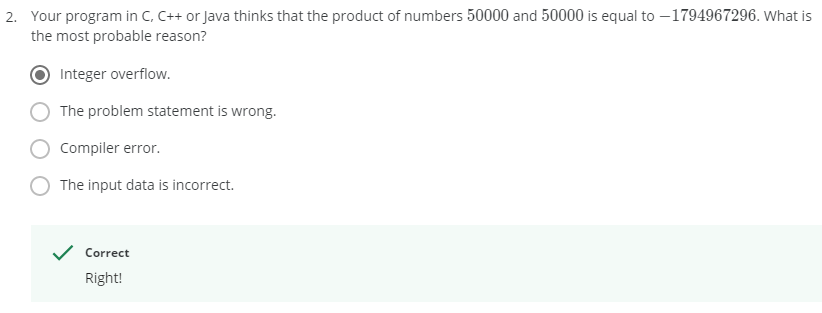 2. Your program in C, C++ or Java thinks that the product of numbers 50000 and 50000 is equal to −1794967296. What is
the most probable reason?
Integer overflow.
The problem statement is wrong.
Compiler error.
The input data is incorrect.
Correct
Right!